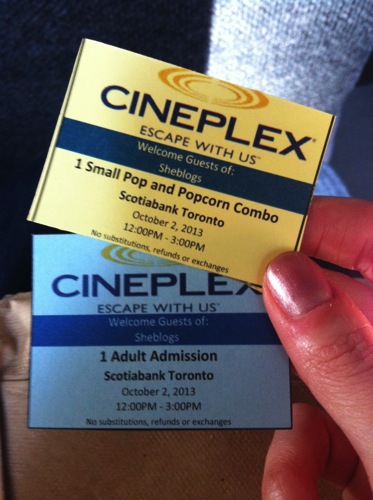 CINEPLEX
ESCAPE WITH US™
Welcome Guests of:
Sheblogs
1 Small Pop and Popcorn Combo
Scotiabank Toronto
October 2, 2013
12:00PM - 3:00PM
No substitutions, refunds or exchanges
CINEPLEX
ESCAPE WITH US™
Welcome Guests of:
Sheblogs
1 Adult Admission
Scotiabank Toronto
October 2, 2013
12:00PM - 3:00PM
No substitutions, refunds or exchanges